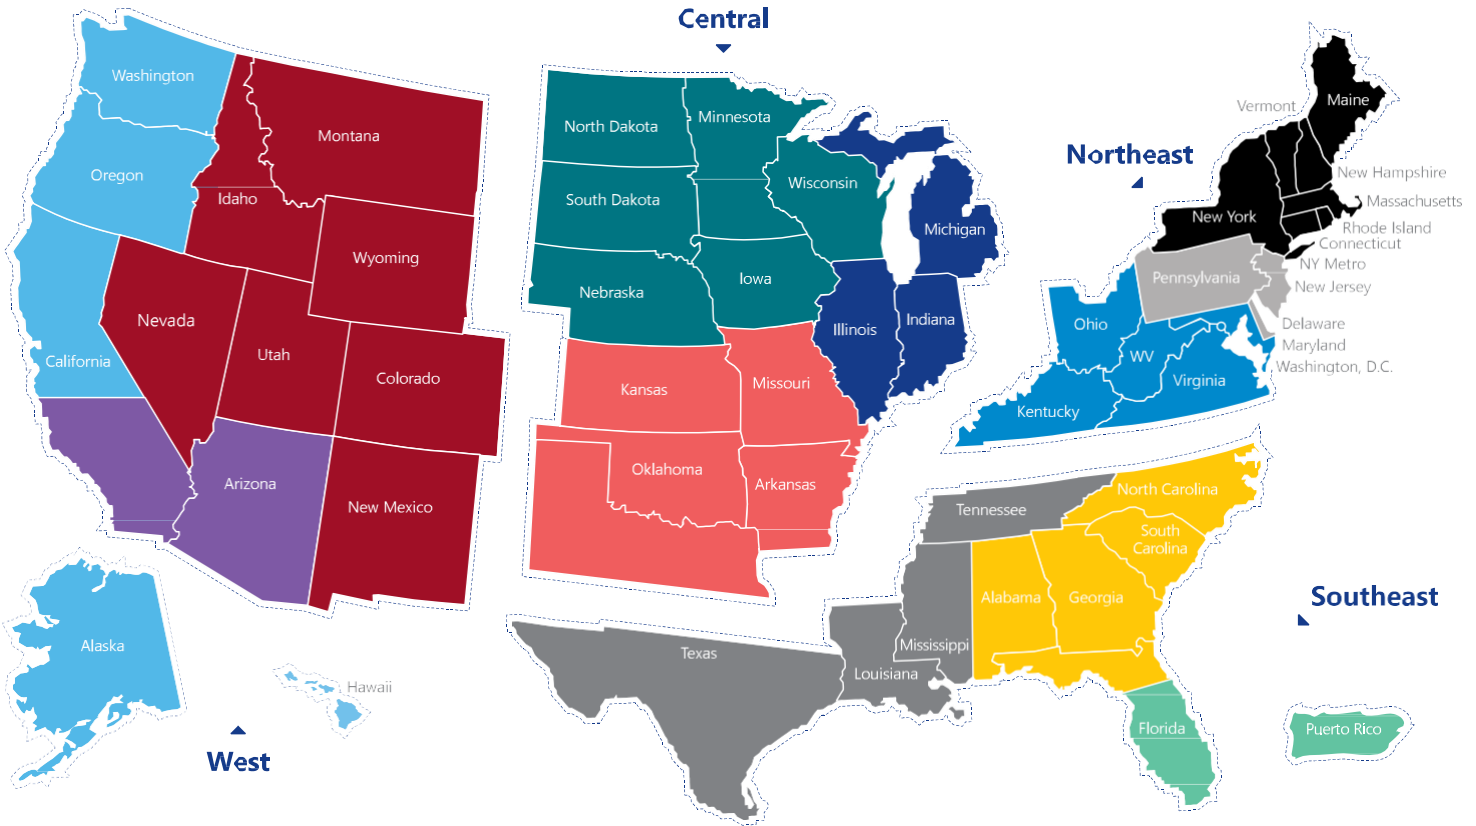 Central
Washington
Montana
Oregon
Idaho
Wyoming
Nevada
Utah
California
Colorado
Arizona
New Mexico
Alaska
Hawaii
West
North Dakota
Minnesota
South Dakota
Wisconsin
Michigan
Nebraska
Iowa
Illinois
Indiana
Kansas
Missouri
Oklahoma
Arkansas
Northeast
Vermont
Maine
New Hampshire
Massachusetts
New York
Rhode Island
Connecticut
NY Metro
Pennsylvania
New Jersey
Delaware
Maryland
Washington, D.C.
Ohio
WV
Virginia
Kentucky
Southeast
North Carolina
Tennessee
South
Carolina
Alabama
Georgia
Mississippi
Texas
Louisiana
Florida
Puerto Rico